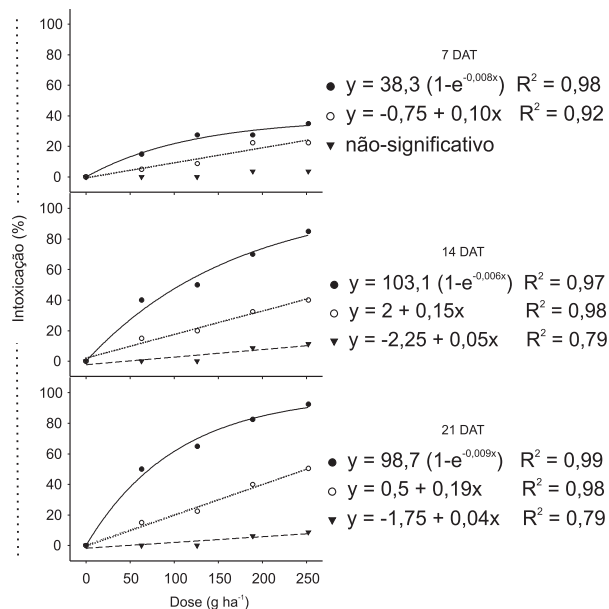 100
80
60
40
20
0
7 DAT
● y = 38,3 (1-e^-0,008x) R² = 0,98
○ y = -0,75 + 0,10x R² = 0,92
▼ não-significativo
Intoxicação (%)
100
80
60
40
20
0
14 DAT
● y = 103,1 (1-e^-0,006x) R² = 0,97
○ y = 2 + 0,15x R² = 0,98
▼ y = -2,25 + 0,05x R² = 0,79
100
80
60
40
20
0
21 DAT
● y = 98,7 (1-e^-0,009x) R² = 0,99
○ y = 0,5 + 0,19x R² = 0,98
▼ y = -1,75 + 0,04x R² = 0,79
0 50 100 150 200 250
Dose (g ha⁻¹)